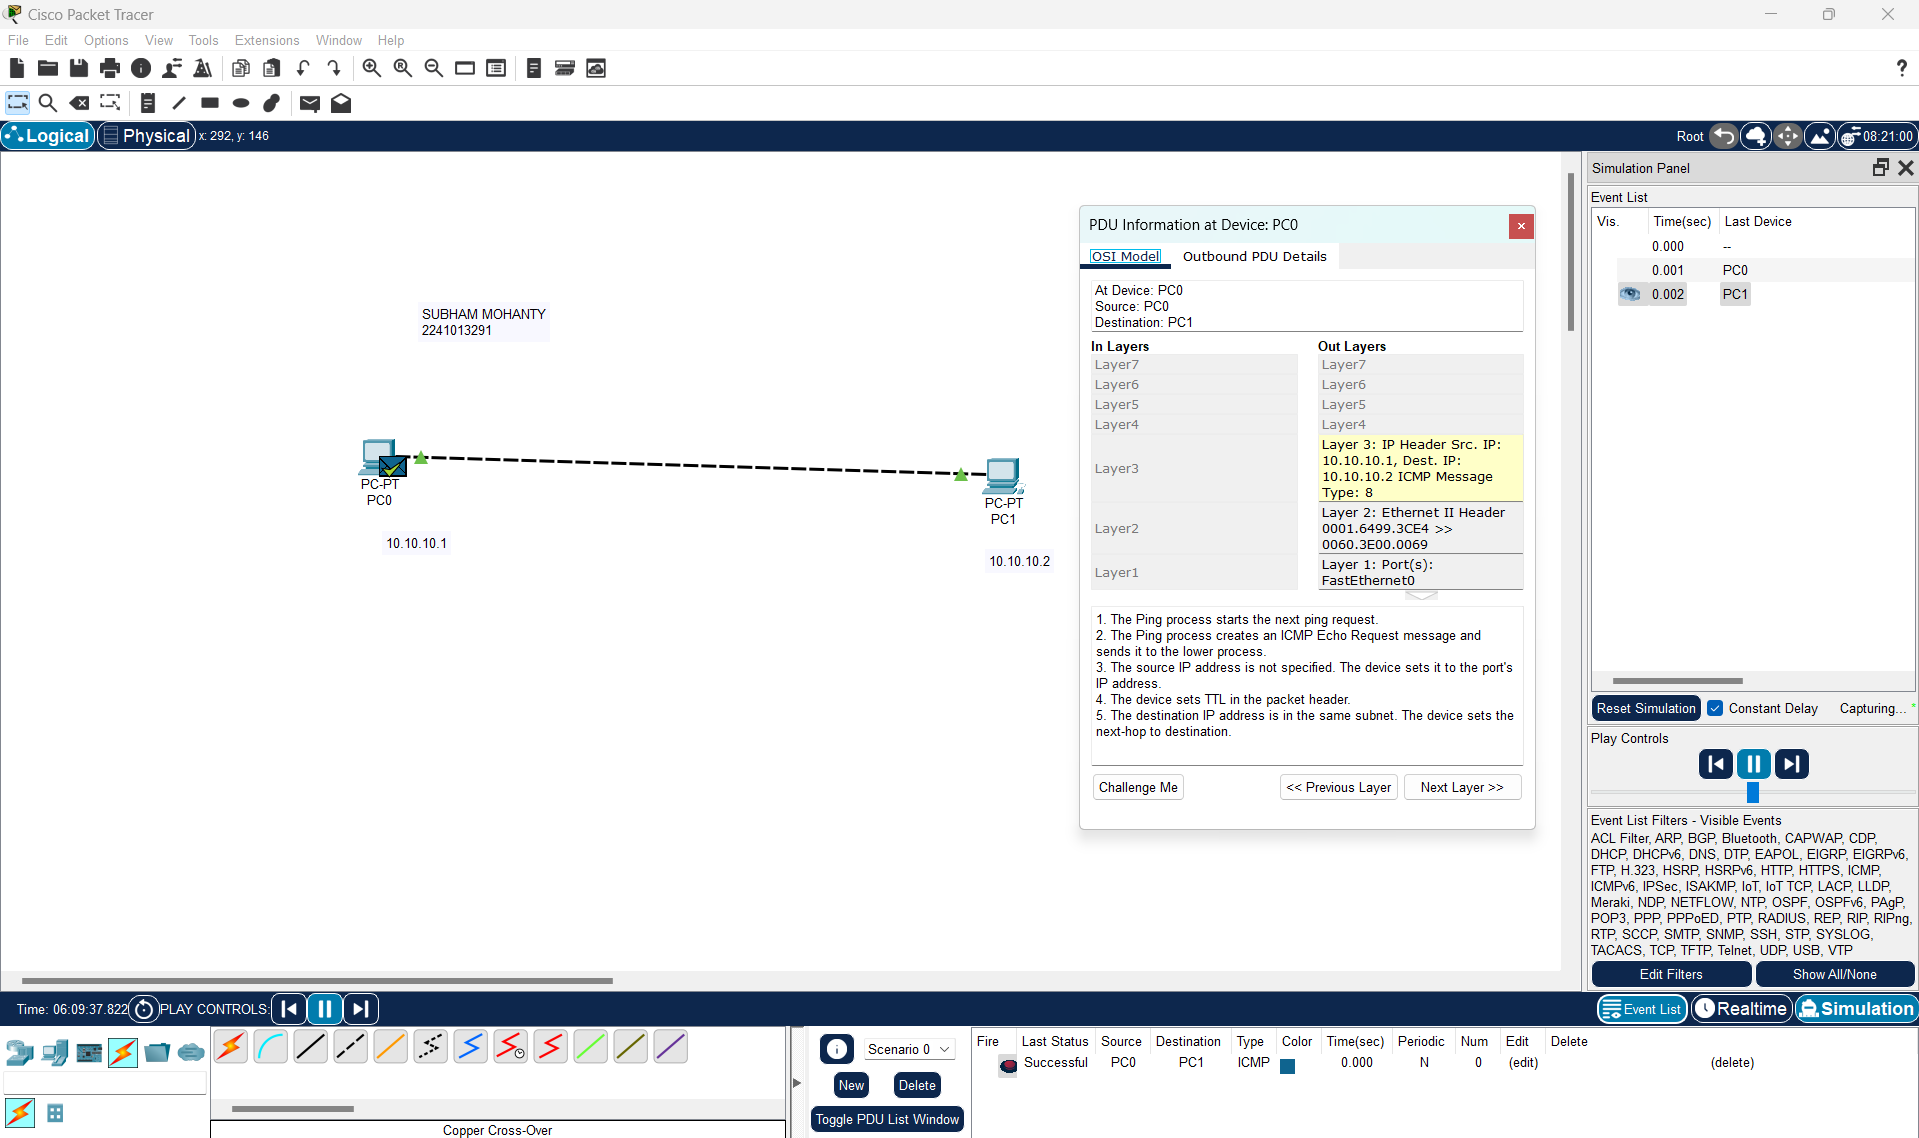 Cisco Packet Tracer
File Edit Options View Tools Extensions Window Help
?
Logical Physical x: 292, y: 146 Root 08:21:00
SUBHAM MOHANTY
2241013291
PC-PT
PC0
10.10.10.1
PC-PT
PC1
10.10.10.2
PDU Information at Device: PC0
OSI Model Outbound PDU Details
At Device: PC0
Source: PC0
Destination: PC1
In Layers Out Layers
Layer7 Layer7
Layer6 Layer6
Layer5 Layer5
Layer4 Layer4
Layer3
Layer 3: IP Header Src. IP:
10.10.10.1, Dest. IP:
10.10.10.2 ICMP Message
Type: 8
Layer2
Layer 2: Ethernet II Header
0001.6499.3CE4 >>
0060.3E00.0069
Layer1
Layer 1: Port(s):
FastEthernet0
1. The Ping process starts the next ping request.
2. The Ping process creates an ICMP Echo Request message and
sends it to the lower process.
3. The source IP address is not specified. The device sets it to the port's
IP address.
4. The device sets TTL in the packet header.
5. The destination IP address is in the same subnet. The device sets the
next-hop to destination.
Challenge Me << Previous Layer Next Layer >>
Simulation Panel
Event List
Vis. Time(sec) Last Device
0.000 --
0.001 PC0
0.002 PC1
Reset Simulation Constant Delay Capturing...
Play Controls
Event List Filters - Visible Events
ACL Filter, ARP, BGP, Bluetooth, CAPWAP, CDP,
DHCP, DHCPv6, DNS, DTP, EAPOL, EIGRP, EIGRPv6,
FTP, H.323, HSRP, HSRPv6, HTTP, HTTPS, ICMP,
ICMPv6, IPSec, ISAKMP, IoT, IoT TCP, LACP, LLDP,
Meraki, NDP, NETFLOW, NTP, OSPF, OSPFv6, PAgP,
POP3, PPP, PPPoED, PTP, RADIUS, REP, RIP, RIPng,
RTP, SCCP, SMTP, SNMP, SSH, STP, SYSLOG,
TACACS, TCP, TFTP, Telnet, UDP, USB, VTP
Edit Filters Show All/None
Time: 06:09:37.822 PLAY CONTROLS: Event List Realtime Simulation
Copper Cross-Over
Scenario 0
New Delete
Toggle PDU List Window
Fire Last Status Source Destination Type Color Time(sec) Periodic Num Edit Delete
Successful PC0 PC1 ICMP 0.000 N 0 (edit) (delete)